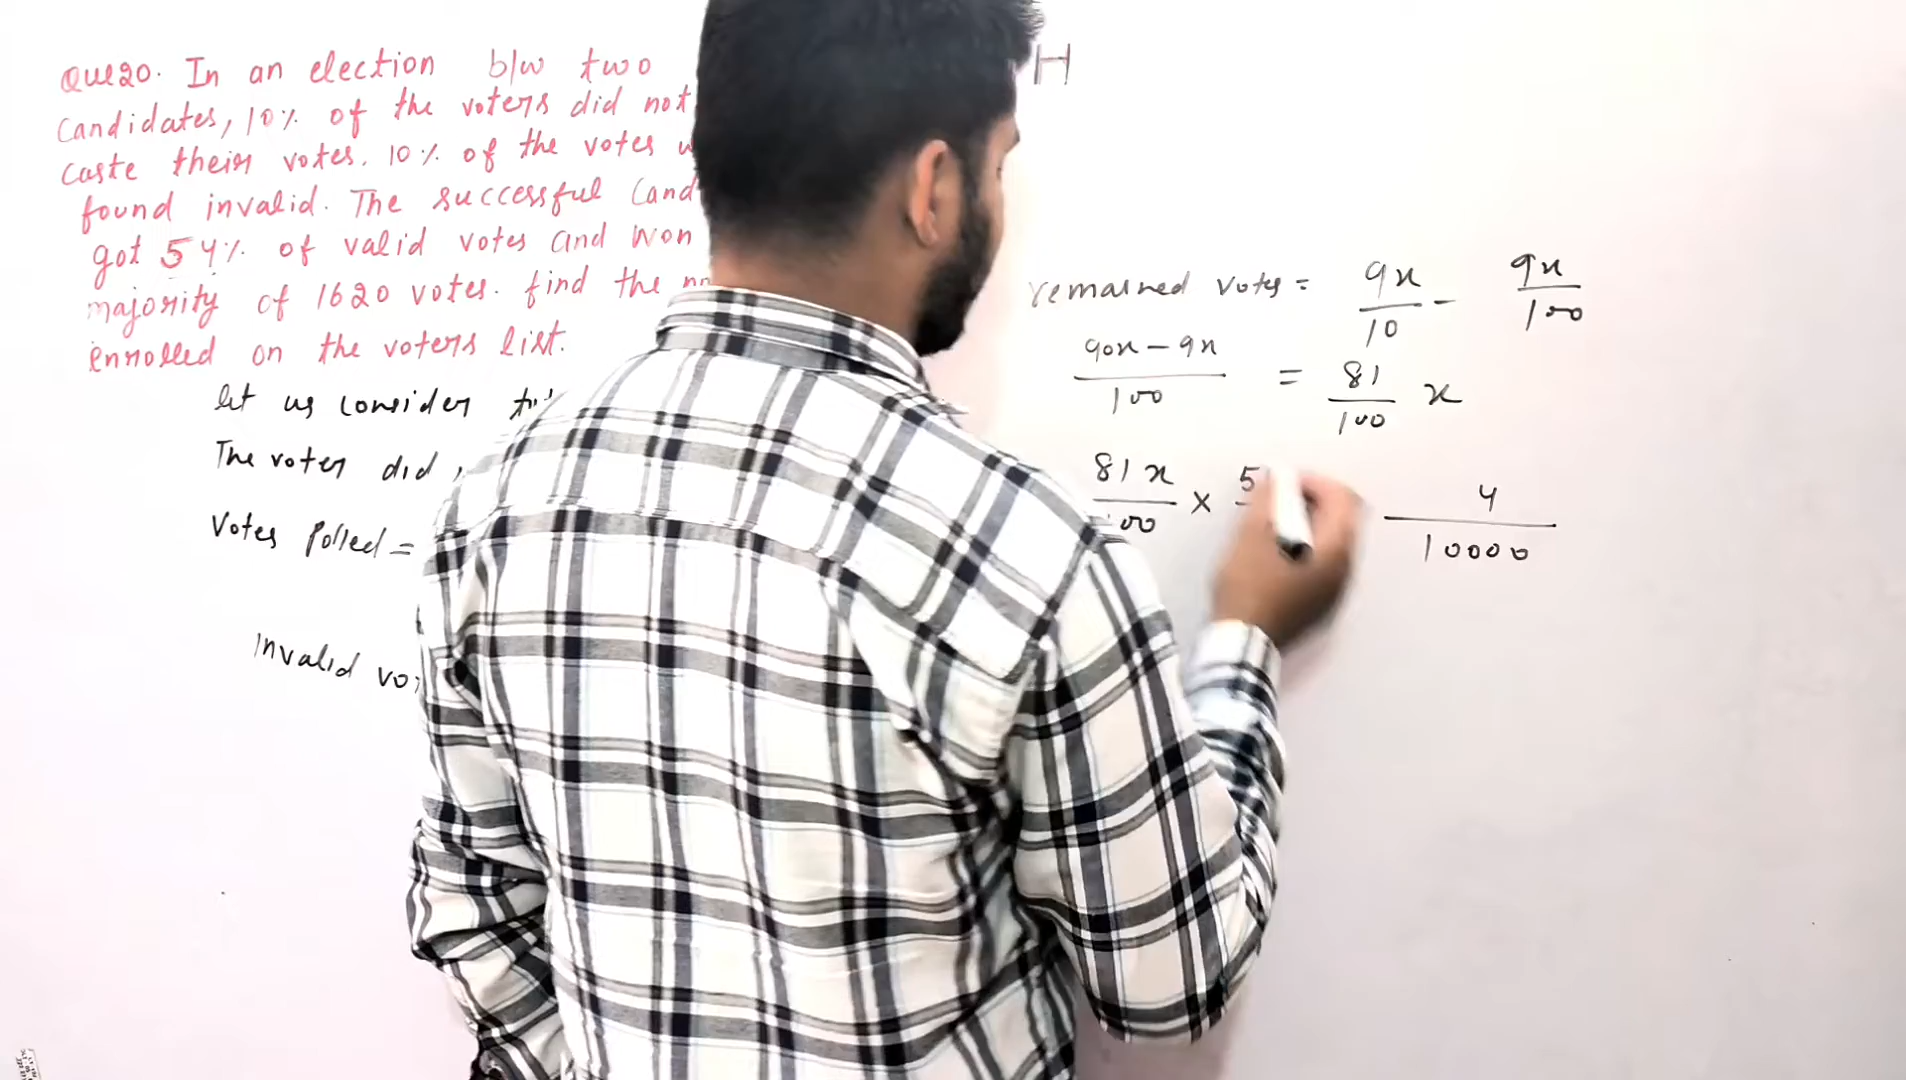 Que20. In an election b/w two
candidates, 10% of the voters did not
caste their votes. 10% of the votes
found invalid. The successful cand
got 54% of valid votes and won
majority of 1620 votes. find the
enrolled on the voters list.
let us consider
The voter did
Votes Polled =
Invalid vo
H
remained votes = 9x/10 - 9x/100
90x - 9x/100 = 81/100 x
81x/100 × 5 4/10000